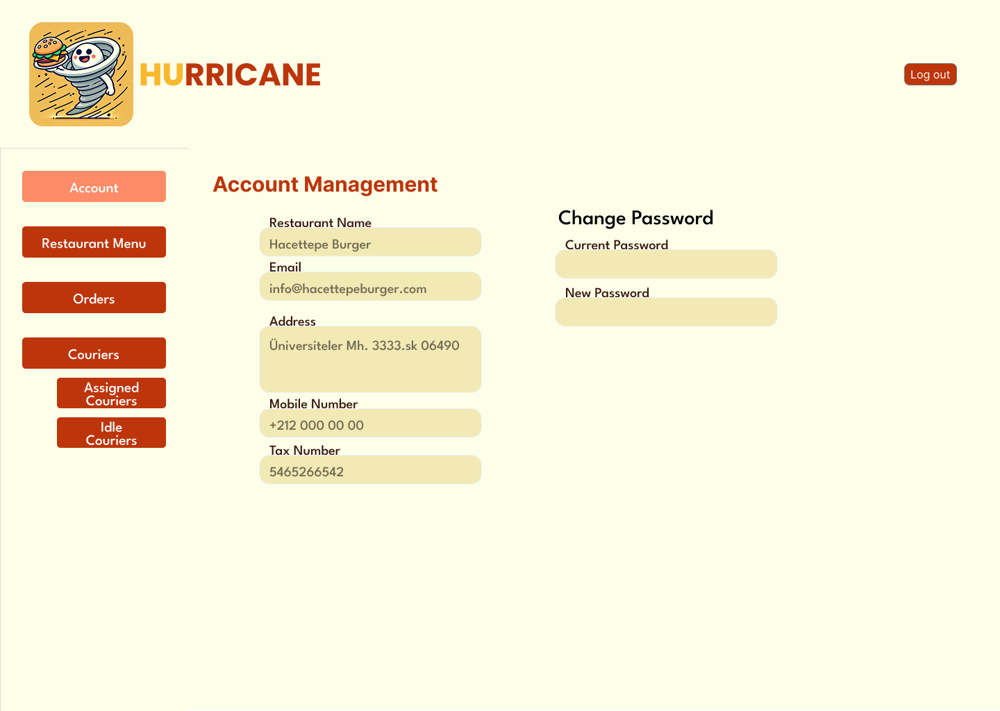 HURRICANE
Log out
Account
Restaurant Menu
Orders
Couriers
Assigned
Couriers
Idle
Couriers
Account Management
Restaurant Name
Hacettepe Burger
Email
info@hacettepeburger.com
Address
Üniversiteler Mh. 3333.sk 06490
Mobile Number
+212 000 00 00
Tax Number
5465266542
Change Password
Current Password
New Password